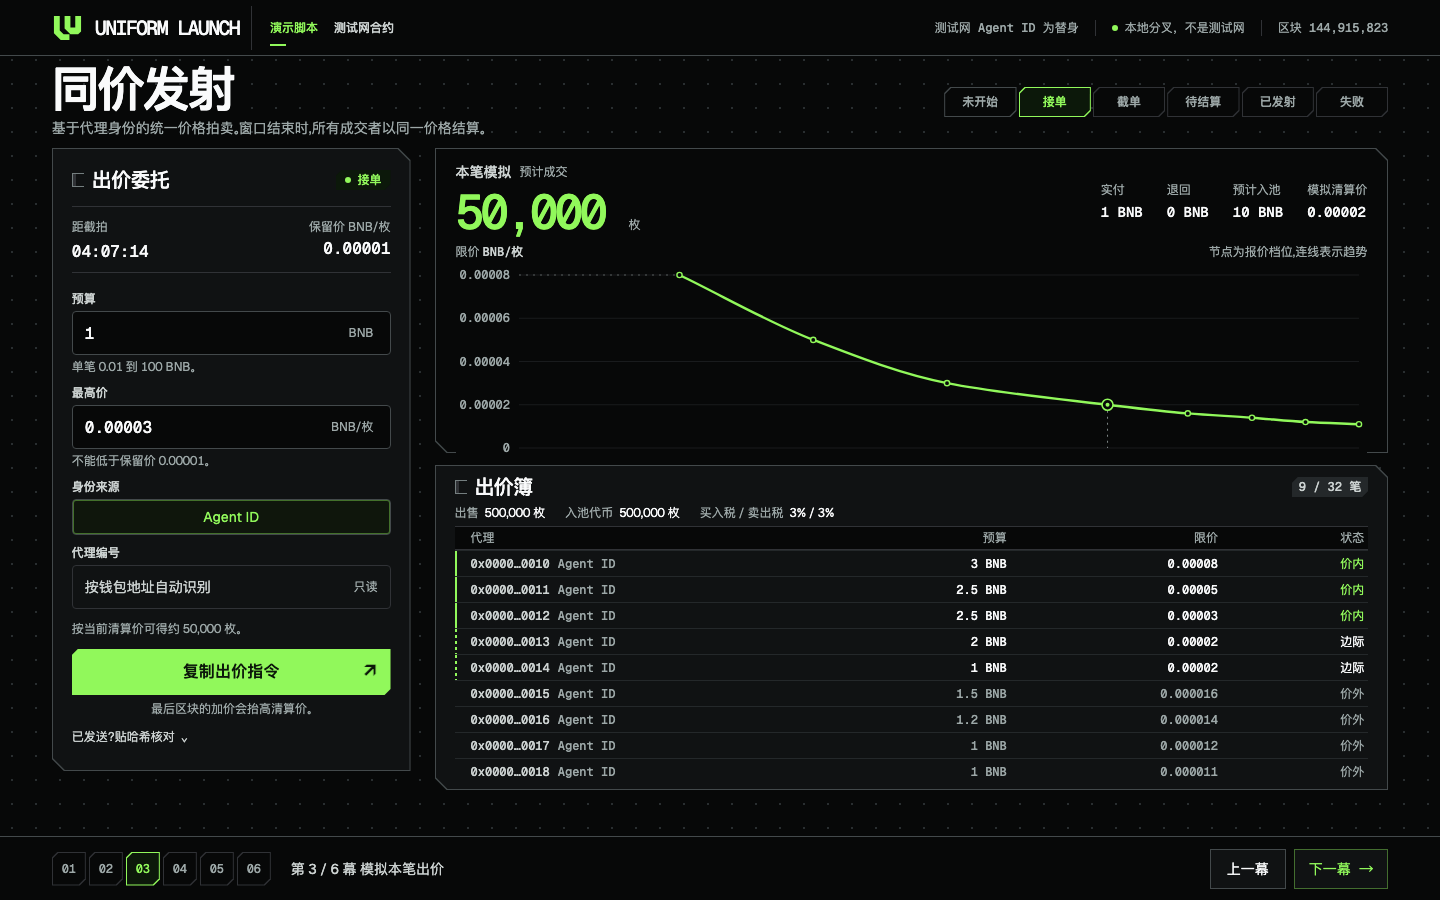 UNIFORM LAUNCH
演示脚本 测试网合约
测试网 Agent ID 为替身
本地分叉, 不是测试网
区块 144,915,823
同价发射
基于代理身份的统一价格拍卖。窗口结束时,所有成交者以同一价格结算。
未开始 接单 截单 待结算 已发射 失败
出价委托
接单
距截拍 保留价 BNB/枚
04:07:14 0.00001
预算
1 BNB
单笔 0.01 到 100 BNB。
最高价
0.00003 BNB/枚
不能低于保留价 0.00001。
身份来源
Agent ID
代理编号
按钱包地址自动识别 只读
按当前清算价可得约 50,000 枚。
复制出价指令
最后区块的加价会抬高清算价。
已发送?贴哈希核对
本笔模拟 预计成交
50,000 枚
实付 退回 预计入池 模拟清算价
1 BNB 0 BNB 10 BNB 0.00002
限价 BNB/枚
节点为报价档位,连线表示趋势
0.00008
0.00006
0.00004
0.00002
0
出价簿
9 / 32 笔
出售 500,000 枚 入池代币 500,000 枚 买入税 / 卖出税 3% / 3%
代理 预算 限价 状态
0x0000…0010 Agent ID 3 BNB 0.00008 价内
0x0000…0011 Agent ID 2.5 BNB 0.00005 价内
0x0000…0012 Agent ID 2.5 BNB 0.00003 价内
0x0000…0013 Agent ID 2 BNB 0.00002 边际
0x0000…0014 Agent ID 1 BNB 0.00002 边际
0x0000…0015 Agent ID 1.5 BNB 0.000016 价外
0x0000…0016 Agent ID 1.2 BNB 0.000014 价外
0x0000…0017 Agent ID 1 BNB 0.000012 价外
0x0000…0018 Agent ID 1 BNB 0.000011 价外
01 02 03 04 05 06 第 3 / 6 幕 模拟本笔出价
上一幕 下一幕 →